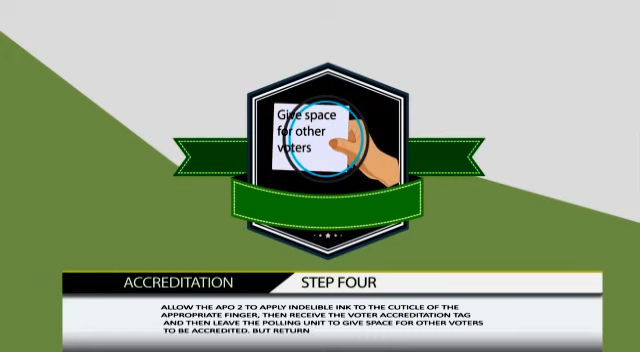 Give space
for other
voters
ACCREDITATION STEP FOUR
ALLOW THE APO 2 TO APPLY INDELIBLE INK TO THE CUTICLE OF THE
APPROPRIATE FINGER, THEN RECEIVE THE VOTER ACCREDITATION TAG
AND THEN LEAVE THE POLLING UNIT TO GIVE SPACE FOR OTHER VOTERS
TO BE ACCREDITED. BUT RETURN